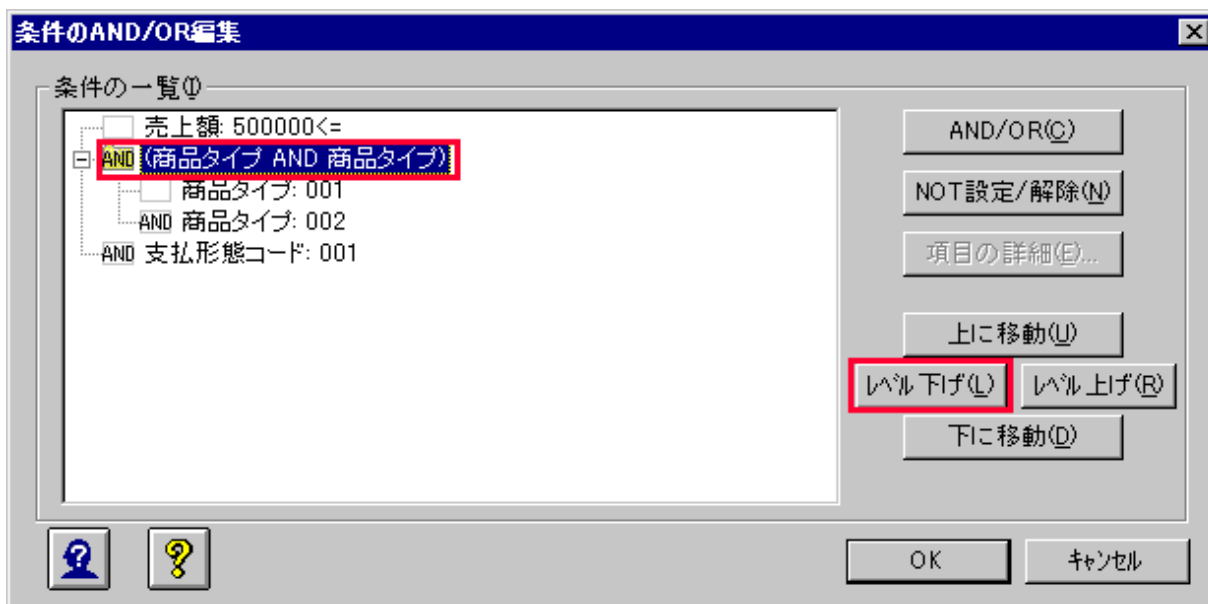 条件のAND/OR編集
条件の一覧(I)
売上額: 500000<=
AND (商品タイプ AND 商品タイプ)
商品タイプ: 001
AND 商品タイプ: 002
AND 支払形態コード: 001
AND/OR(C)
NOT設定/解除(N)
項目の詳細(E)...
上に移動(U)
レベル下げ(L)
レベル上げ(R)
下に移動(D)
OK
キャンセル